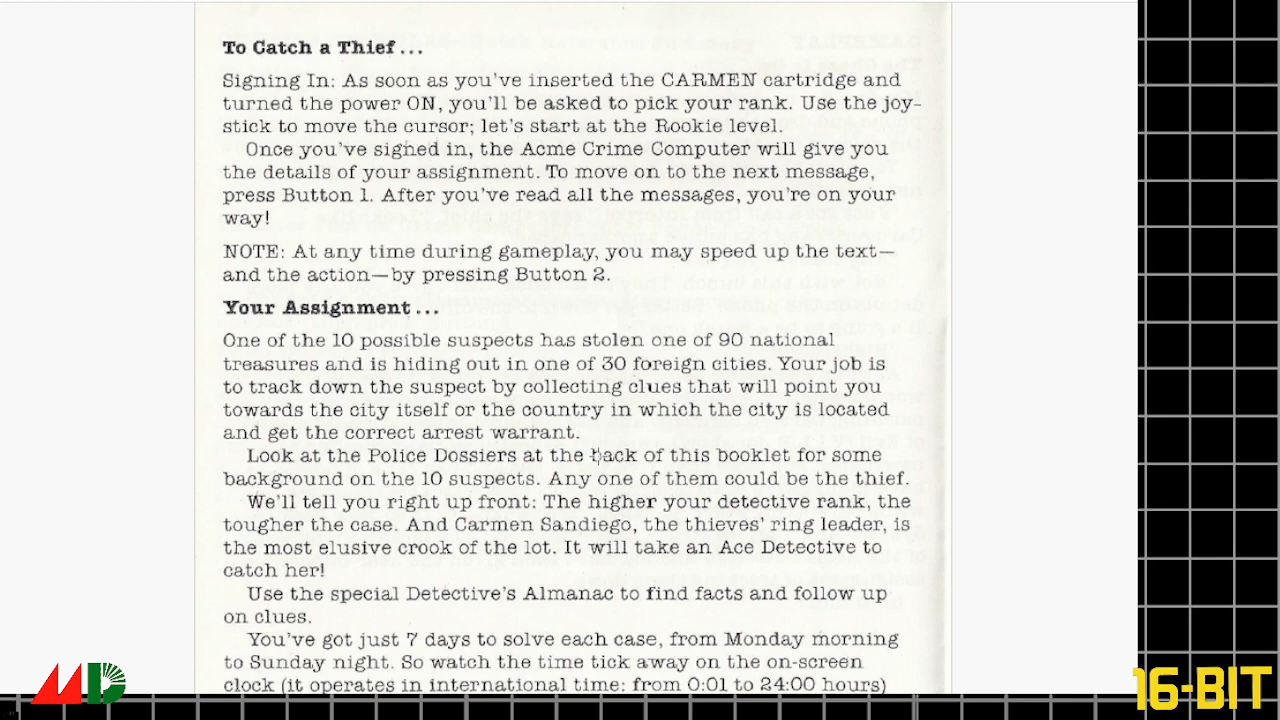 To Catch a Thief...
Signing In: As soon as you've inserted the CARMEN cartridge and
turned the power ON, you'll be asked to pick your rank. Use the joy-
stick to move the cursor; let's start at the Rookie level.
Once you've signed in, the Acme Crime Computer will give you
the details of your assignment. To move on to the next message,
press Button 1. After you've read all the messages, you're on your
way!
NOTE: At any time during gameplay, you may speed up the text—
and the action—by pressing Button 2.
Your Assignment...
One of the 10 possible suspects has stolen one of 90 national
treasures and is hiding out in one of 30 foreign cities. Your job is
to track down the suspect by collecting clues that will point you
towards the city itself or the country in which the city is located
and get the correct arrest warrant.
Look at the Police Dossiers at the back of this booklet for some
background on the 10 suspects. Any one of them could be the thief.
We'll tell you right up front: The higher your detective rank, the
tougher the case. And Carmen Sandiego, the thieves' ring leader, is
the most elusive crook of the lot. It will take an Ace Detective to
catch her!
Use the special Detective's Almanac to find facts and follow up
on clues.
You've got just 7 days to solve each case, from Monday morning
to Sunday night. So watch the time tick away on the on-screen
clock (it operates in international time: from 0:01 to 24:00 hours)
MD
16-BIT